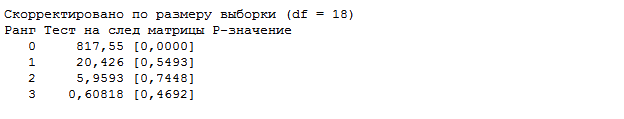 Скорректировано по размеру выборки (df = 18)
Ранг Тест на след матрицы P-значение
0 817,55 [0,0000]
1 20,426 [0,5493]
2 5,9593 [0,7448]
3 0,60818 [0,4692]